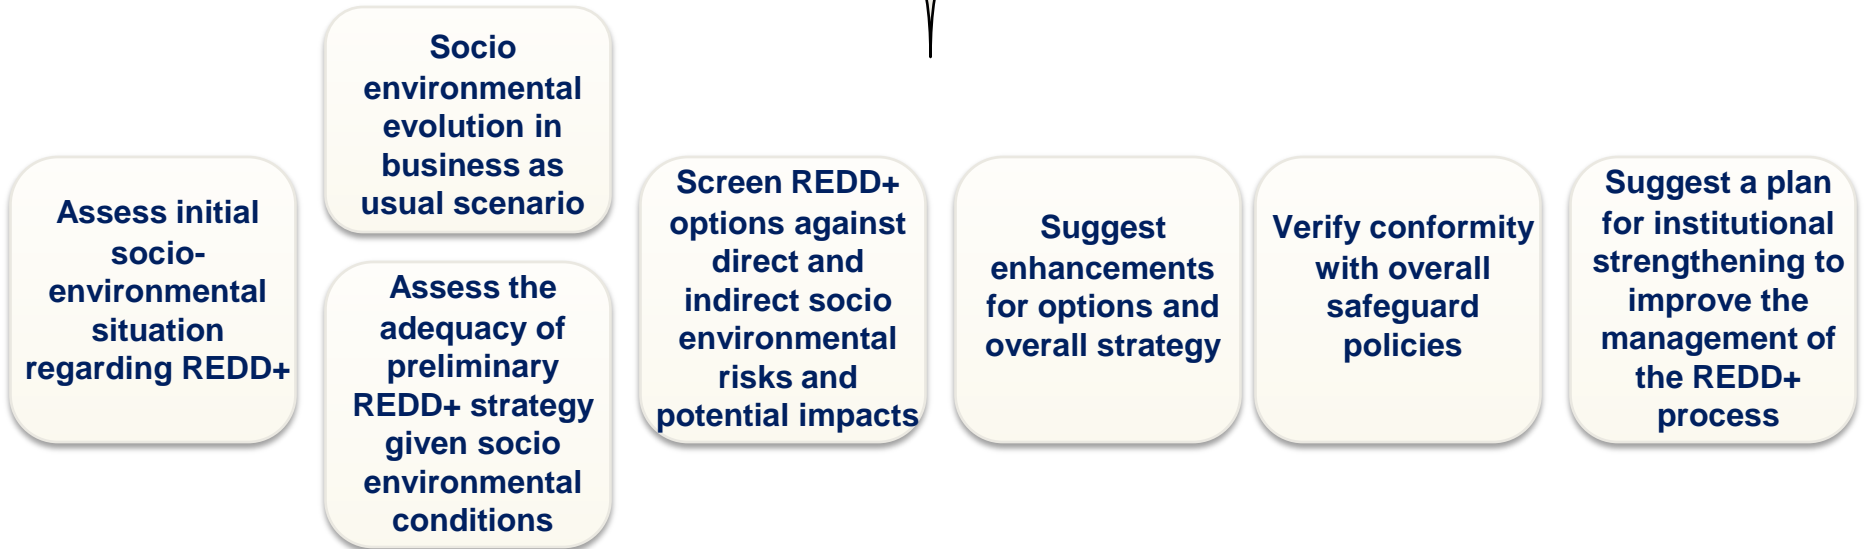 Assess initial
socio-
environmental
situation
regarding REDD+
Socio
environmental
evolution in
business as
usual scenario
Assess the
adequacy of
preliminary
REDD+ strategy
given socio
environmental
conditions
Screen REDD+
options against
direct and
indirect socio
environmental
risks and
potential impacts
Suggest
enhancements
for options and
overall strategy
Verify conformity
with overall
safeguard
policies
Suggest a plan
for institutional
strengthening to
improve the
management of
the REDD+
process